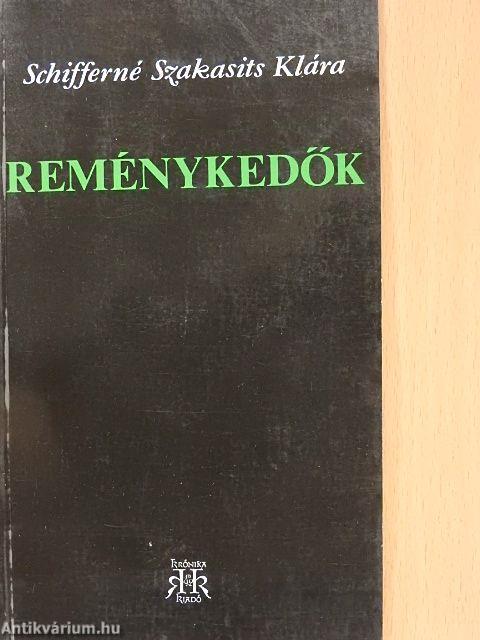 Schifferné Szakasits Klára
REMÉNYKEDŐK
KRÓNIKA
KIADÓ
Antikvárium.hu